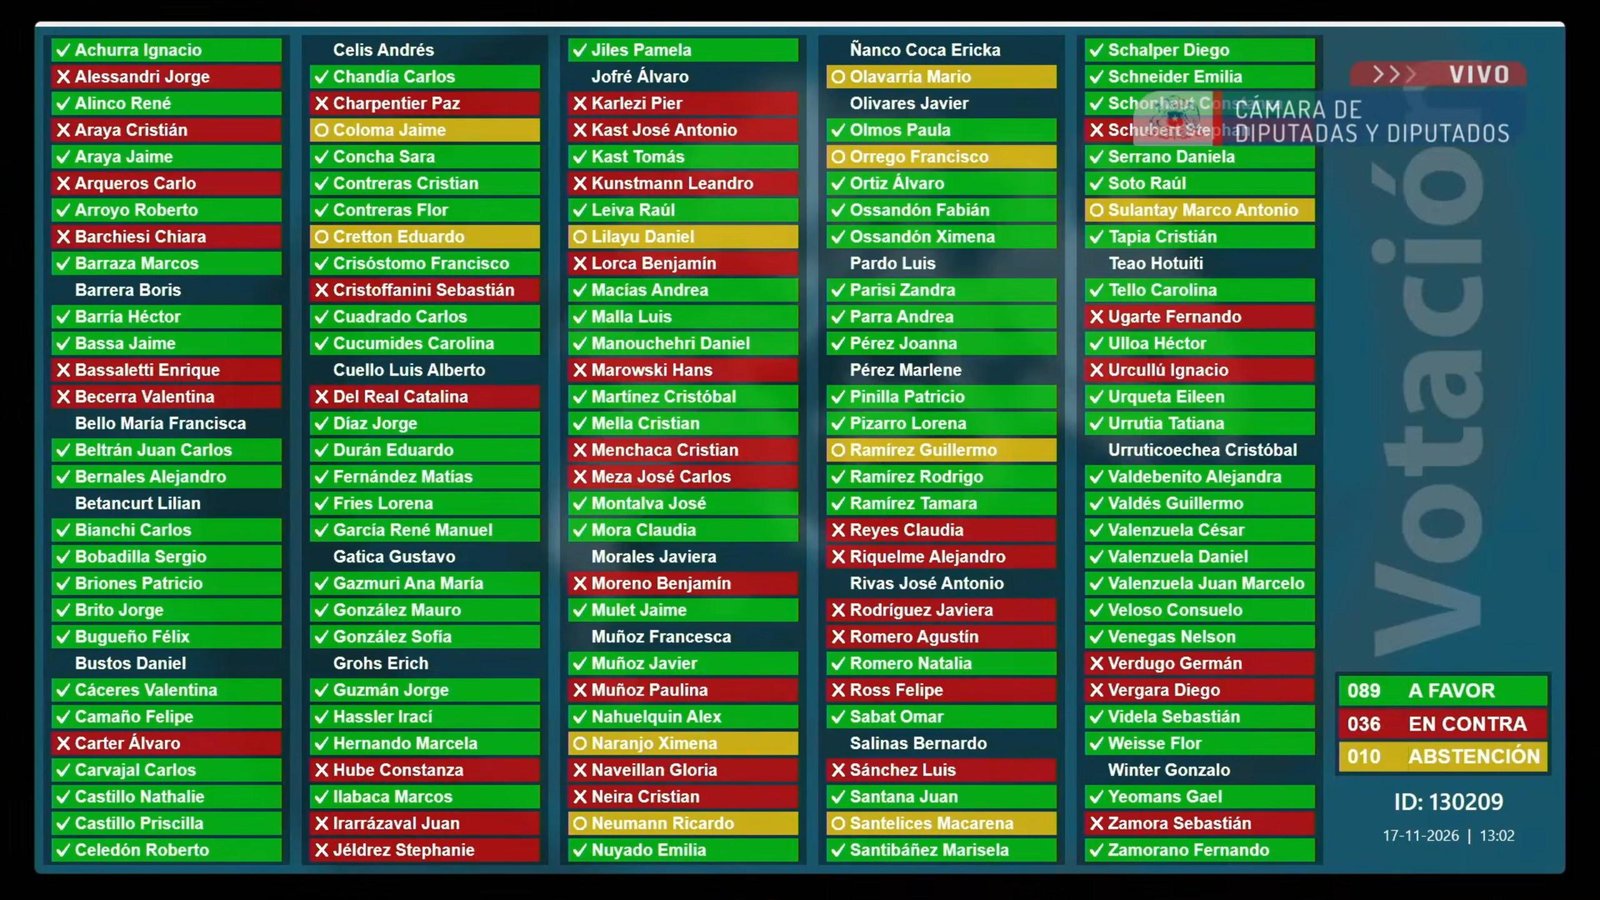 ✓ Achurra Ignacio
X Alessandri Jorge
✓ Alinco René
X Araya Cristián
✓ Araya Jaime
X Arqueros Carlo
✓ Arroyo Roberto
X Barchiesi Chiara
✓ Barraza Marcos
Barrera Boris
✓ Barría Héctor
✓ Bassa Jaime
X Bassaletti Enrique
X Becerra Valentina
Bello María Francisca
✓ Beltrán Juan Carlos
✓ Bernales Alejandro
Betancurt Lilian
✓ Bianchi Carlos
✓ Bobadilla Sergio
✓ Briones Patricio
✓ Brito Jorge
✓ Bugueño Félix
Bustos Daniel
✓ Cáceres Valentina
✓ Camaño Felipe
X Carter Álvaro
✓ Carvajal Carlos
✓ Castillo Nathalie
✓ Castillo Priscilla
✓ Celedón Roberto
Celis Andrés
✓ Chandía Carlos
X Charpentier Paz
O Coloma Jaime
✓ Concha Sara
✓ Contreras Cristian
✓ Contreras Flor
O Cretton Eduardo
✓ Crisóstomo Francisco
X Cristoffanini Sebastián
✓ Cuadrado Carlos
✓ Cucumides Carolina
Cuello Luis Alberto
X Del Real Catalina
✓ Díaz Jorge
✓ Durán Eduardo
✓ Fernández Matías
✓ Fries Lorena
✓ García René Manuel
Gatica Gustavo
✓ Gazmuri Ana María
✓ González Mauro
✓ González Sofía
Grohs Erich
✓ Guzmán Jorge
✓ Hassler Irací
✓ Hernando Marcela
X Hube Constanza
✓ Ilabaca Marcos
X Irarrázaval Juan
X Jéldrez Stephanie
✓ Jiles Pamela
Jofré Álvaro
X Karlezi Pier
X Kast José Antonio
✓ Kast Tomás
X Kunstmann Leandro
✓ Leiva Raúl
O Lilayu Daniel
X Lorca Benjamín
✓ Macías Andrea
✓ Malla Luis
✓ Manouchehri Daniel
X Marowski Hans
✓ Martínez Cristóbal
✓ Mella Cristian
X Menchaca Cristian
X Meza José Carlos
✓ Montalva José
✓ Mora Claudia
Morales Javiera
X Moreno Benjamín
✓ Mulet Jaime
Muñoz Francesca
✓ Muñoz Javier
X Muñoz Paulina
✓ Nahuelquin Alex
O Naranjo Ximena
X Naveillan Gloria
X Neira Cristian
O Neumann Ricardo
✓ Nuyado Emilia
Ñanco Coca Ericka
O Olavarría Mario
Olivares Javier
✓ Olmos Paula
O Orrego Francisco
✓ Ortiz Álvaro
✓ Ossandón Fabián
✓ Ossandón Ximena
Pardo Luis
✓ Parisi Zandra
✓ Parra Andrea
✓ Pérez Joanna
Pérez Marlene
✓ Pinilla Patricio
✓ Pizarro Lorena
O Ramírez Guillermo
✓ Ramírez Rodrigo
✓ Ramírez Tamara
X Reyes Claudia
X Riquelme Alejandro
Rivas José Antonio
X Rodríguez Javiera
X Romero Agustín
✓ Romero Natalia
X Ross Felipe
✓ Sabat Omar
Salinas Bernardo
X Sánchez Luis
✓ Santana Juan
O Santelices Macarena
✓ Santibáñez Marisela
✓ Schalper Diego
✓ Schneider Emilia
✓
X Schubert Stephan
✓ Serrano Daniela
✓ Soto Raúl
O Sulantay Marco Antonio
✓ Tapia Cristián
Teao Hotuiti
✓ Tello Carolina
X Ugarte Fernando
✓ Ulloa Héctor
X Urcullú Ignacio
✓ Urqueta Eileen
✓ Urrutia Tatiana
Urruticoechea Cristóbal
✓ Valdebenito Alejandra
✓ Valdés Guillermo
✓ Valenzuela César
✓ Valenzuela Daniel
✓ Valenzuela Juan Marcelo
✓ Veloso Consuelo
✓ Venegas Nelson
X Verdugo Germán
X Vergara Diego
✓ Videla Sebastián
✓ Weisse Flor
Winter Gonzalo
✓ Yeomans Gael
X Zamora Sebastián
✓ Zamorano Fernando
>>> VIVO
CÁMARA DE
DIPUTADAS Y DIPUTADOS
Votación
089 A FAVOR
036 EN CONTRA
010 ABSTENCIÓN
ID: 130209
17-11-2026 | 13:02